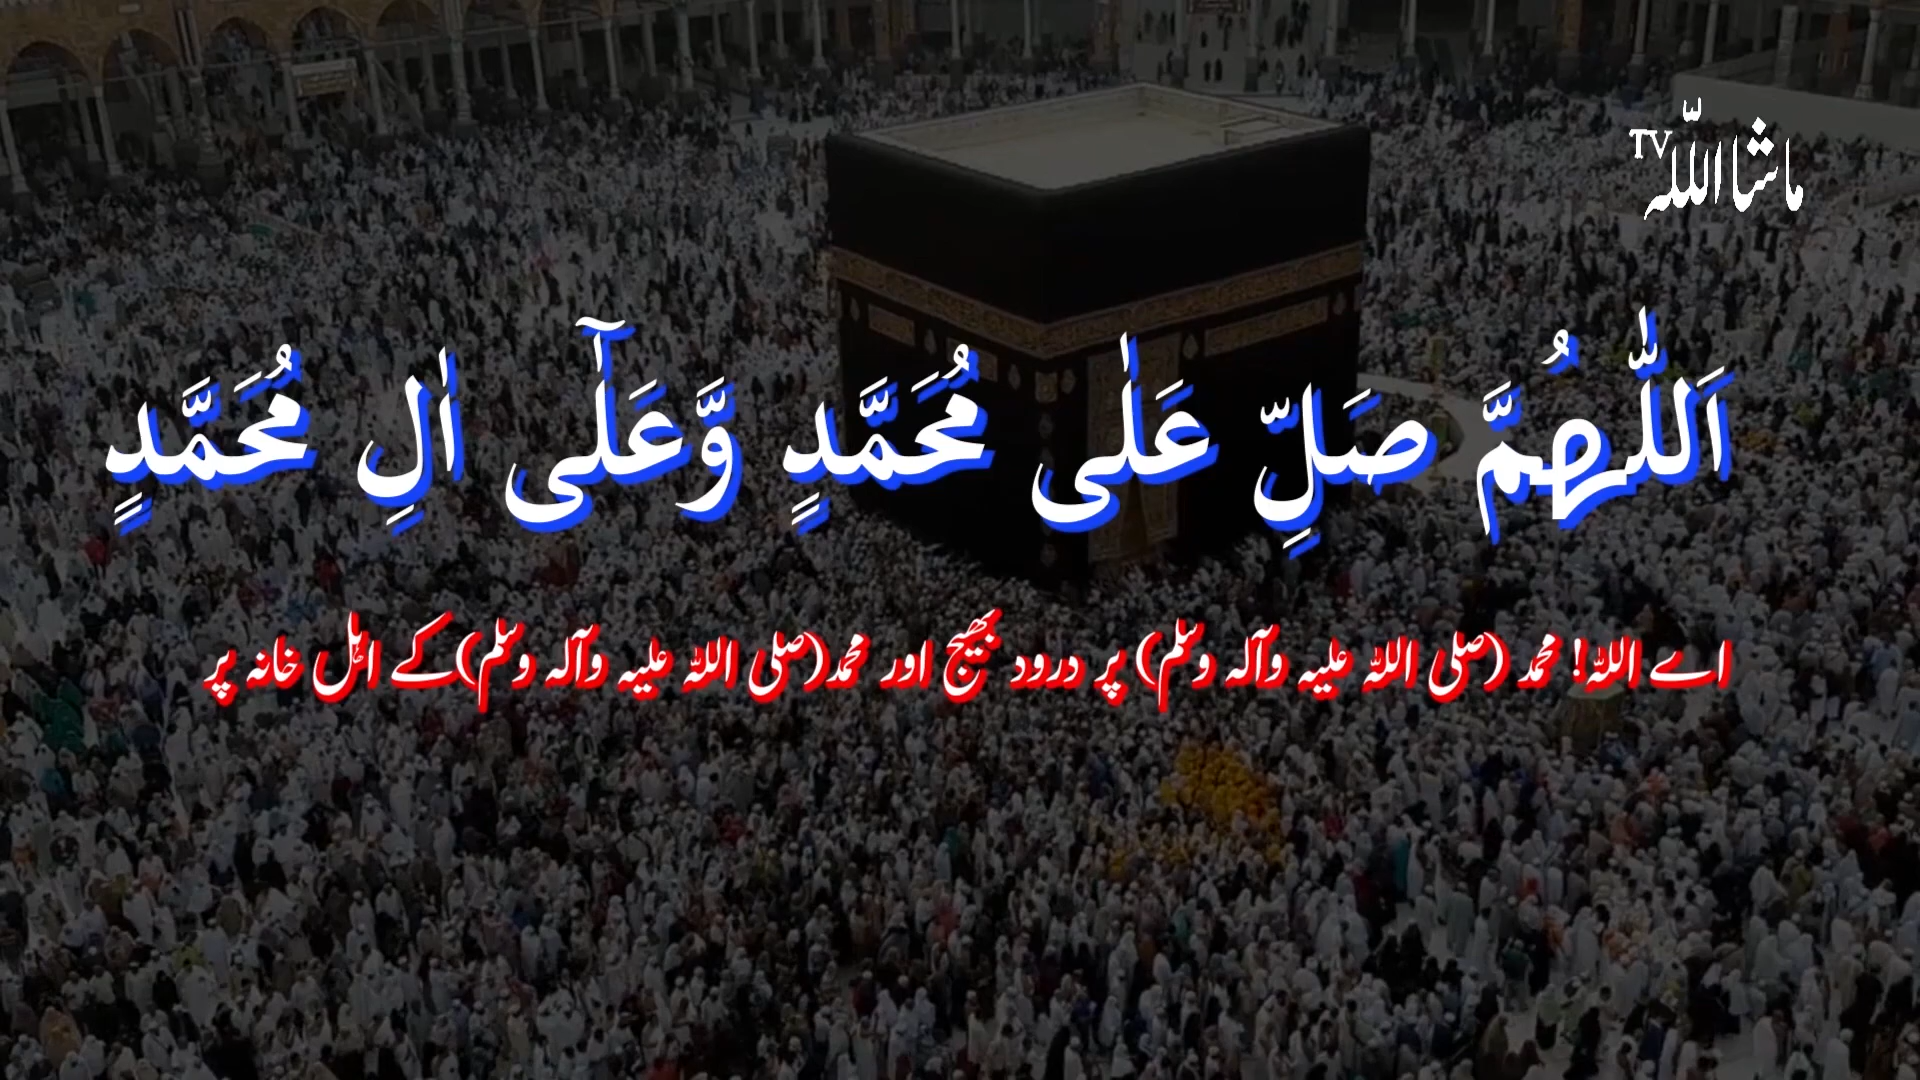 ماشاءاللہ TV
اَللّٰهُمَّ صَلِّ عَلٰى مُحَمَّدٍ وَّعَلٰٓى اٰلِ مُحَمَّدٍ
اے اللہ! محمد (صلی اللہ علیہ وآلہ وسلم) پر درود بھیج اور محمد(صلی اللہ علیہ وآلہ وسلم)کے اہل خانہ پر